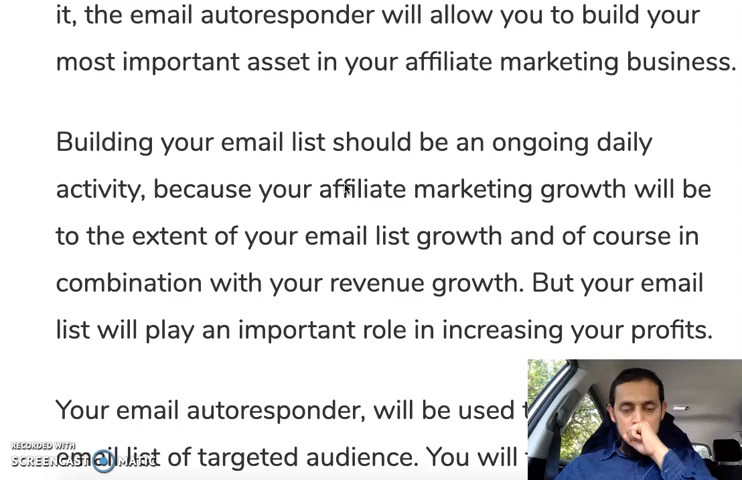 it, the email autoresponder will allow you to build your
most important asset in your affiliate marketing business.
Building your email list should be an ongoing daily
activity, because your affiliate marketing growth will be
to the extent of your email list growth and of course in
combination with your revenue growth. But your email
list will play an important role in increasing your profits.
Your email autoresponder, will be used
email list of targeted audience. You will
RECORDED WITH
SCREENCAST MATIC